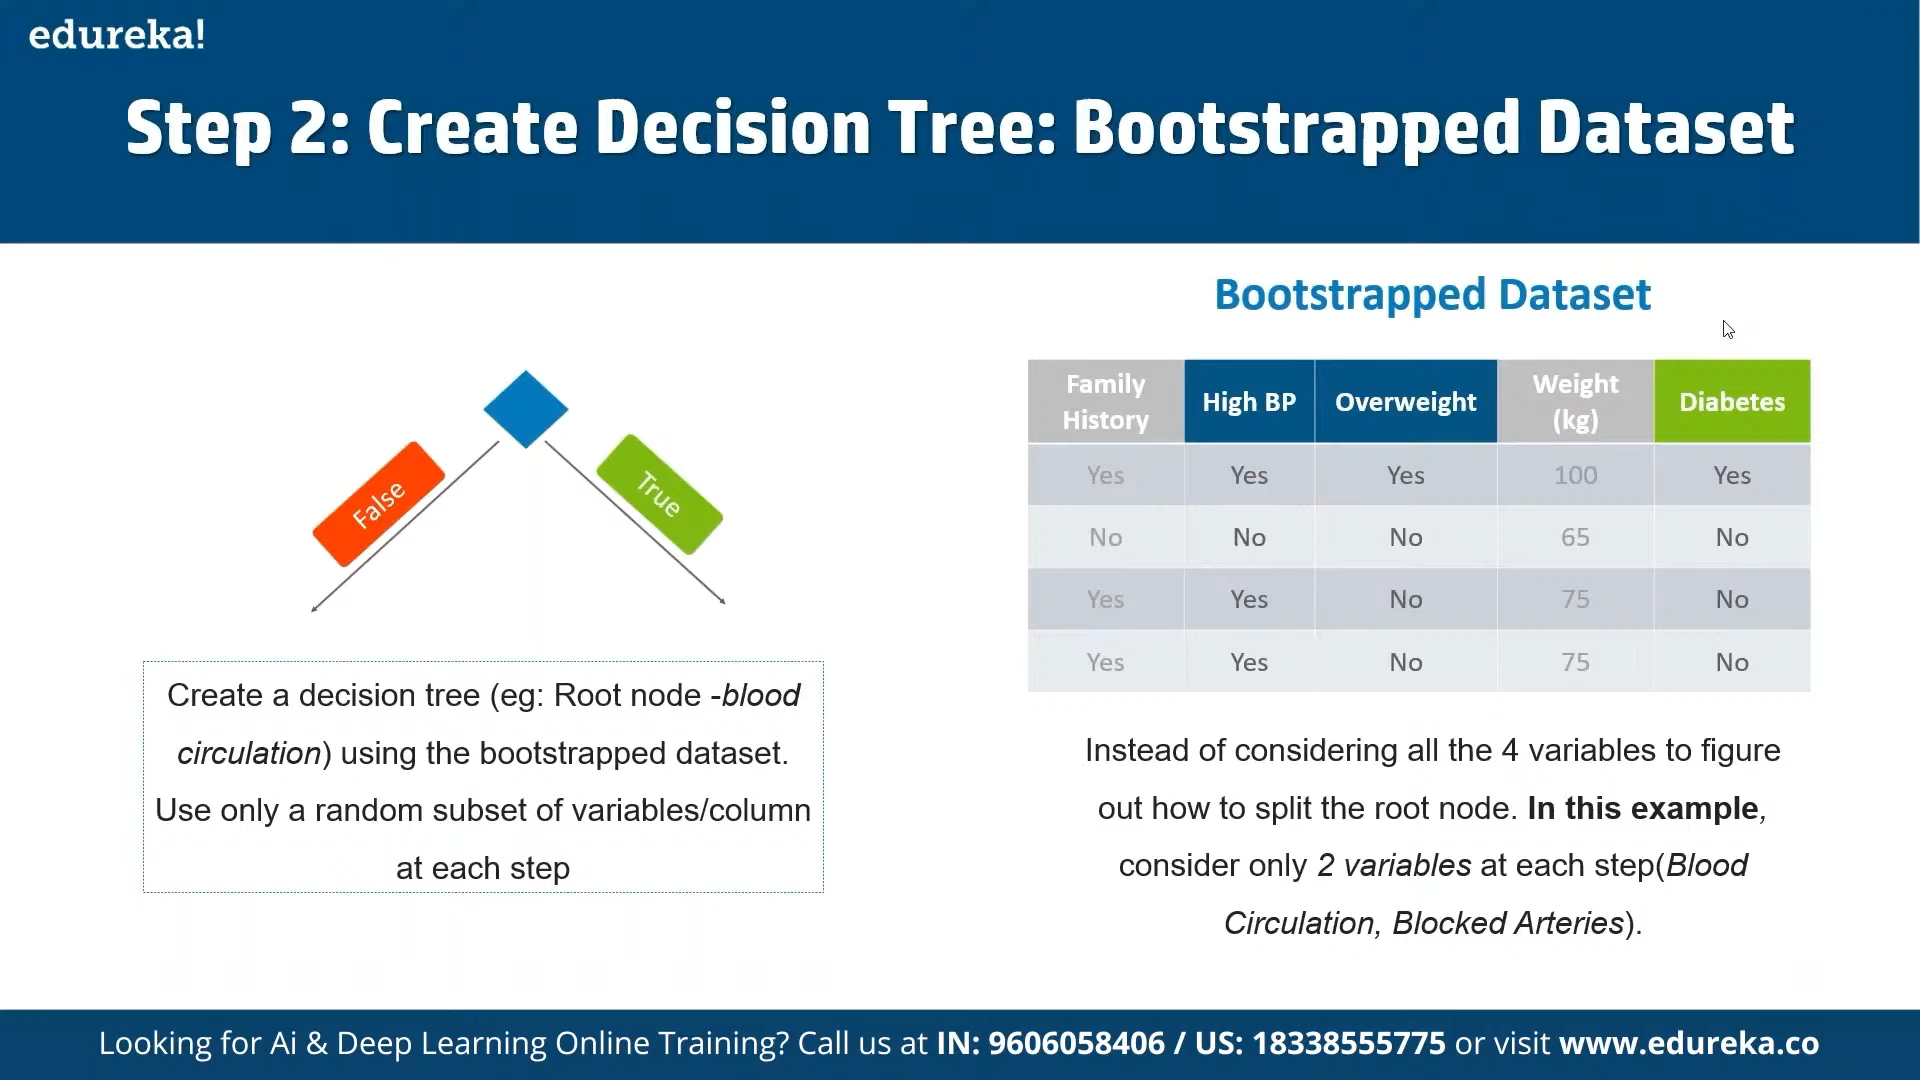 edureka!
Step 2: Create Decision Tree: Bootstrapped Dataset
False
True
Create a decision tree (eg: Root node -blood
circulation) using the bootstrapped dataset.
Use only a random subset of variables/column
at each step
Bootstrapped Dataset
Family History High BP Overweight Weight (kg) Diabetes
Yes Yes Yes 100 Yes
No No No 65 No
Yes Yes No 75 No
Yes Yes No 75 No
Instead of considering all the 4 variables to figure
out how to split the root node. In this example,
consider only 2 variables at each step(Blood
Circulation, Blocked Arteries).
Looking for Ai & Deep Learning Online Training? Call us at IN: 9606058406 / US: 18338555775 or visit www.edureka.co